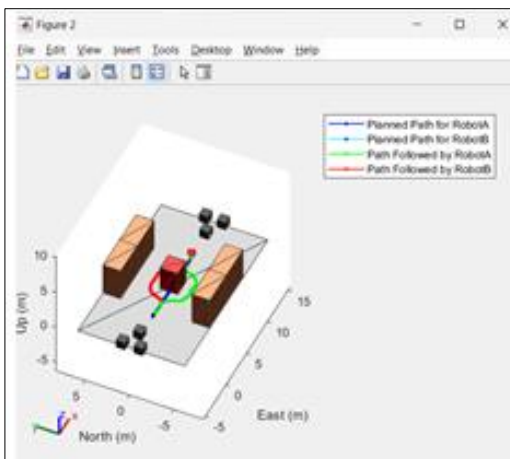 Figure 2
File Edit View Insert Tools Desktop Window Help
Planned Path for RobotA
Planned Path for RobotB
Path Followed by RobotA
Path Followed by RobotB
10
5
0
-5
Up (m)
5
0
-5
North (m)
-5
0
5
10
15
East (m)